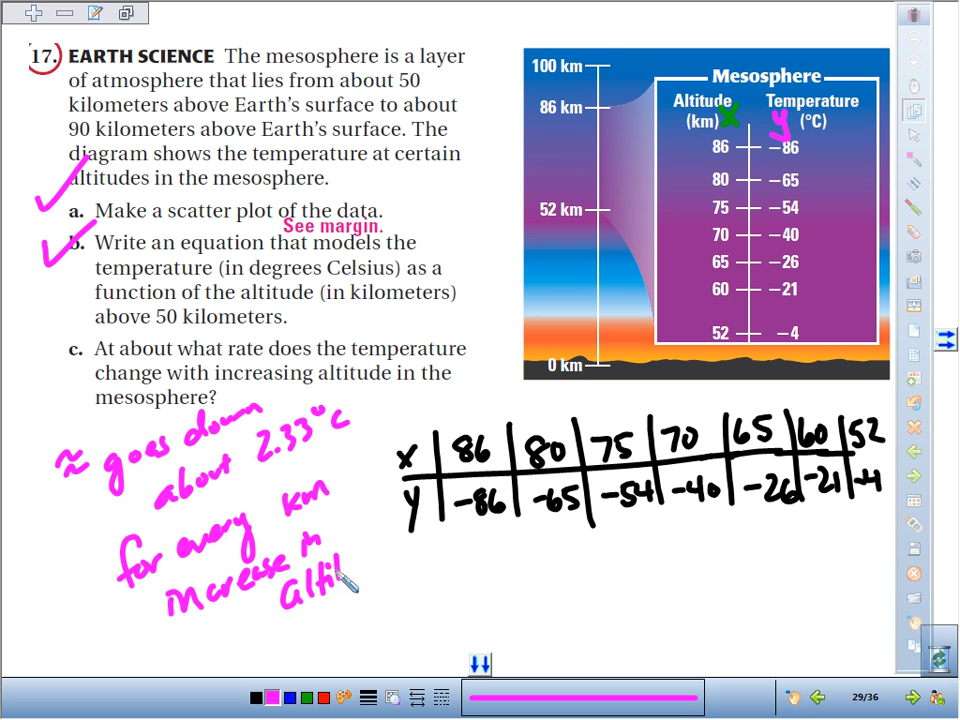 17. EARTH SCIENCE The mesosphere is a layer
of atmosphere that lies from about 50
kilometers above Earth's surface to about
90 kilometers above Earth's surface. The
diagram shows the temperature at certain
altitudes in the mesosphere.
a. Make a scatter plot of the data.
See margin.
b. Write an equation that models the
temperature (in degrees Celsius) as a
function of the altitude (in kilometers)
above 50 kilometers.
c. At about what rate does the temperature
change with increasing altitude in the
mesosphere?
100 km
86 km
52 km
0 km
Mesosphere
Altitude Temperature
(km) x y (°C)
86 −86
80 −65
75 −54
70 −40
65 −26
60 −21
52 −4
≈ goes down
about 2.33°C
for every km
increase in
alti
x 86 80 75 70 65 60 52
y -86 -65 -54 -40 -26 -21 -4
29/36